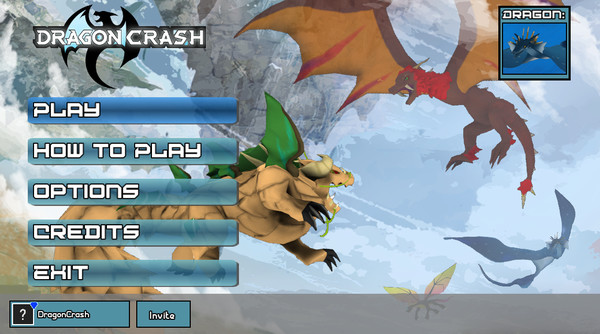 DRAGON CRASH
DRAGON:
PLAY
HOW TO PLAY
OPTIONS
CREDITS
EXIT
?
DragonCrash
Invite